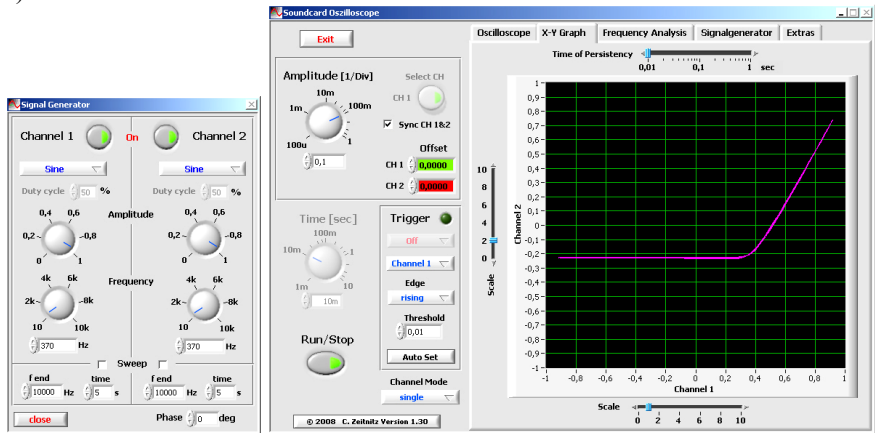 Signal Generator
Channel 1 On Channel 2
Sine Sine
Duty cycle 50 % Duty cycle 50 %
0,4 0,6 Amplitude 0,4 0,6
0,2 0,8 0,2 0,8
0 1 0 1
4k 6k Frequency 4k 6k
2k 8k 2k 8k
10 10k 10 10k
370 Hz 370 Hz
Sweep
f end time f end time
10000 Hz 5 s 10000 Hz 5 s
close Phase 0 deg
Soundcard Oszilloscope
Exit
Amplitude [1/Div]
10m
1m 100m
100u 1
0,1
Select CH
CH 1
Sync CH 1&2
Offset
CH 1 0,0000
CH 2 0,0000
Time [sec]
100m
10m 1
1m 10
10m
Run/Stop
Trigger
Off
Channel 1
Edge
rising
Threshold
0,01
Auto Set
Channel Mode
single
© 2008 C. Zeitnitz Version 1.30
Oscilloscope X-Y Graph Frequency Analysis Signalgenerator Extras
Time of Persistency
0,01 0,1 1 sec
10
8
6
4
2
0
Scale
Channel 2
1
0,9
0,8
0,7
0,6
0,5
0,4
0,3
0,2
0,1
0
-0,1
-0,2
-0,3
-0,4
-0,5
-0,6
-0,7
-0,8
-0,9
-1
-1 -0,8 -0,6 -0,4 -0,2 0 0,2 0,4 0,6 0,8 1
Channel 1
Scale
0 2 4 6 8 10